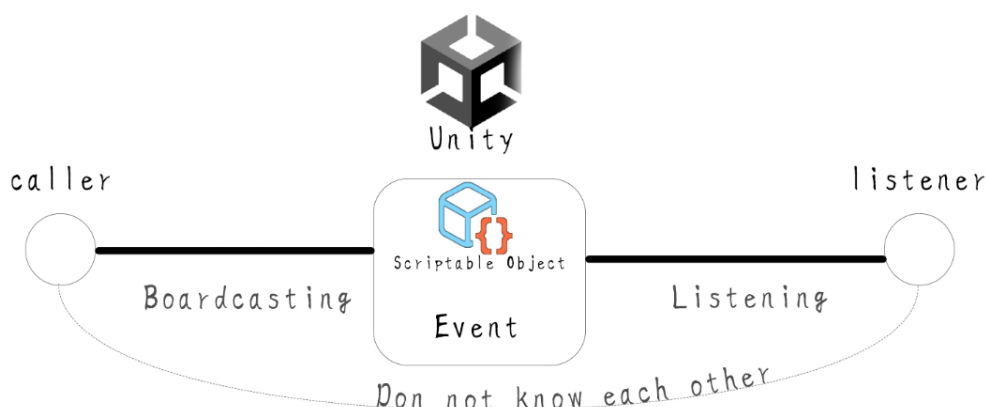 Unity
caller
listener
Scriptable Object
Boardcasting
Listening
Event
Don not know each other